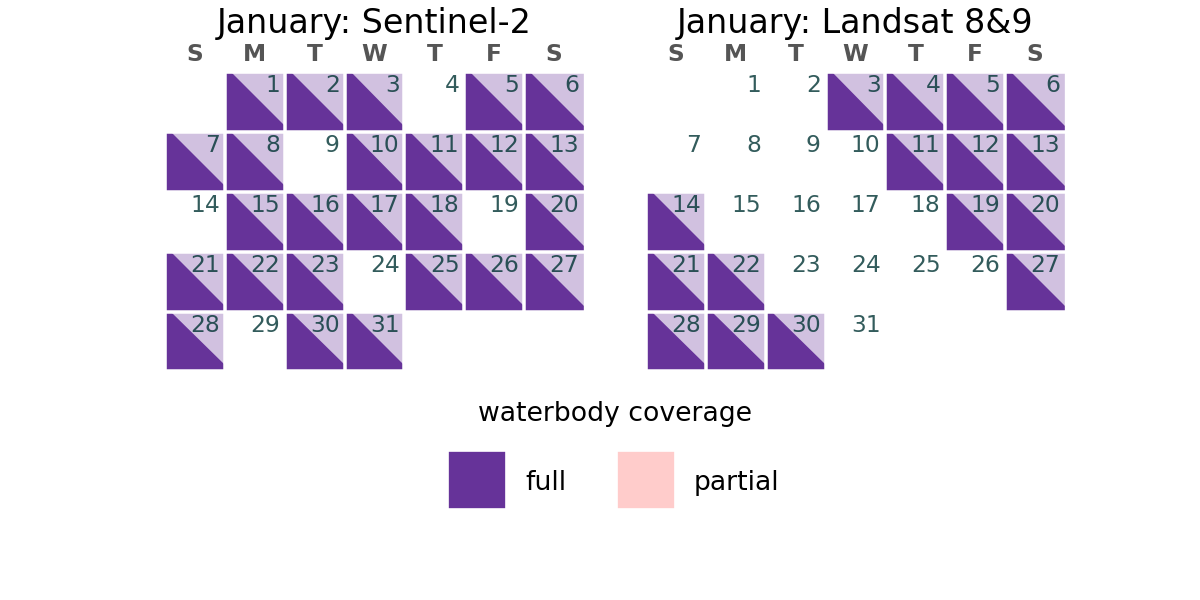 January: Sentinel-2
S M T W T F S
1 2 3 4 5 6
7 8 9 10 11 12 13
14 15 16 17 18 19 20
21 22 23 24 25 26 27
28 29 30 31
January: Landsat 8&9
S M T W T F S
1 2 3 4 5 6
7 8 9 10 11 12 13
14 15 16 17 18 19 20
21 22 23 24 25 26 27
28 29 30 31
waterbody coverage
full partial